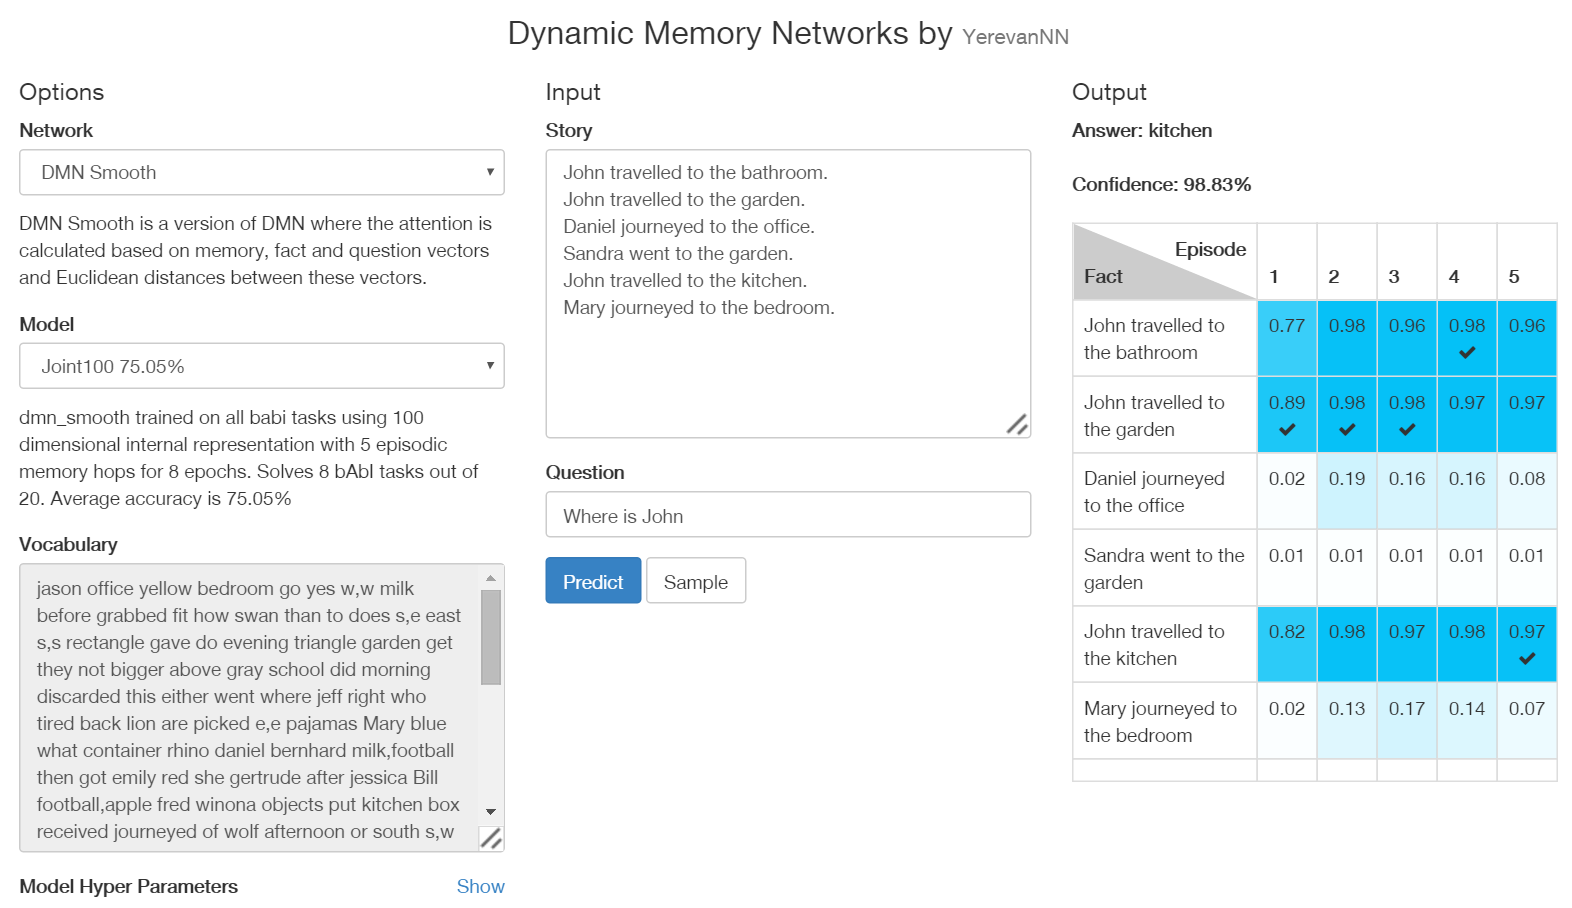 Dynamic Memory Networks by YerevanNN
Options
Network
DMN Smooth
DMN Smooth is a version of DMN where the attention is
calculated based on memory, fact and question vectors
and Euclidean distances between these vectors.
Model
Joint100 75.05%
dmn_smooth trained on all babi tasks using 100
dimensional internal representation with 5 episodic
memory hops for 8 epochs. Solves 8 bAbI tasks out of
20. Average accuracy is 75.05%
Vocabulary
jason office yellow bedroom go yes w,w milk
before grabbed fit how swan than to does s,e east
s,s rectangle gave do evening triangle garden get
they not bigger above gray school did morning
discarded this either went where jeff right who
tired back lion are picked e,e pajamas Mary blue
what container rhino daniel bernhard milk,football
then got emily red she gertrude after jessica Bill
football,apple fred winona objects put kitchen box
received journeyed of wolf afternoon or south s,w
Model Hyper Parameters Show
Input
Story
John travelled to the bathroom.
John travelled to the garden.
Daniel journeyed to the office.
Sandra went to the garden.
John travelled to the kitchen.
Mary journeyed to the bedroom.
Question
Where is John
Predict Sample
Output
Answer: kitchen
Confidence: 98.83%
Episode
Fact 1 2 3 4 5
John travelled to 0.77 0.98 0.96 0.98 0.96
the bathroom ✔
John travelled to 0.89 0.98 0.98 0.97 0.97
the garden ✔ ✔ ✔
Daniel journeyed 0.02 0.19 0.16 0.16 0.08
to the office
Sandra went to the 0.01 0.01 0.01 0.01 0.01
garden
John travelled to 0.82 0.98 0.97 0.98 0.97
the kitchen ✔
Mary journeyed to 0.02 0.13 0.17 0.14 0.07
the bedroom